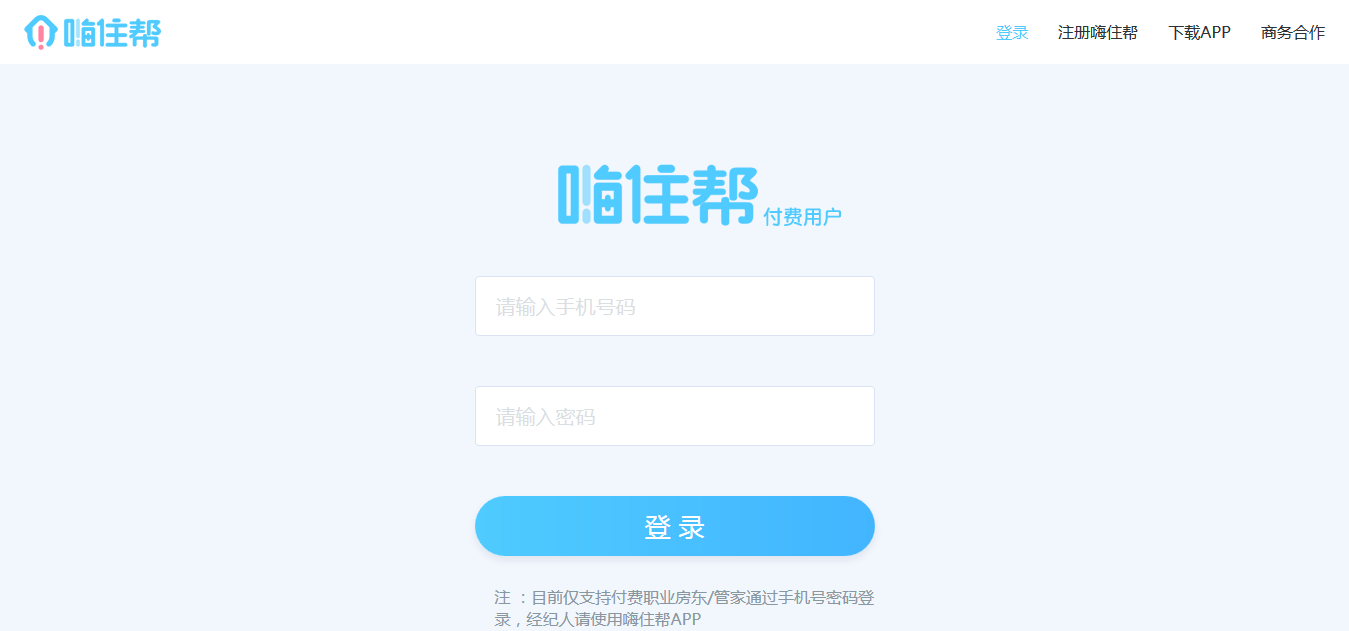 嗨住帮
登录 注册嗨住帮 下载APP 商务合作
嗨住帮 付费用户
请输入手机号码
请输入密码
登 录
注 ：目前仅支持付费职业房东/管家通过手机号密码登
录，经纪人请使用嗨住帮APP